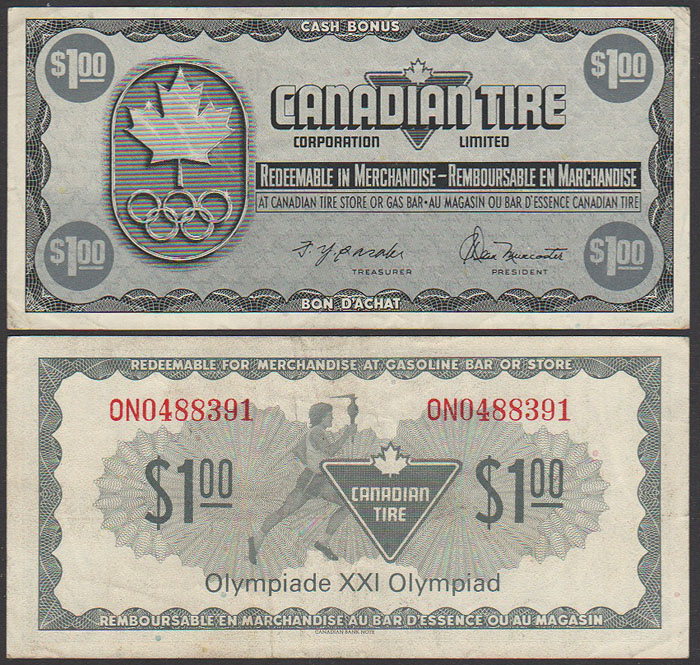 CASH BONUS
$1.00 $1.00
CANADIAN TIRE
CORPORATION LIMITED
REDEEMABLE IN MERCHANDISE – REMBOURSABLE EN MARCHANDISE
AT CANADIAN TIRE STORE OR GAS BAR • AU MAGASIN OU BAR D'ESSENCE CANADIAN TIRE
$1.00 $1.00
TREASURER PRESIDENT
BON D'ACHAT
REDEEMABLE FOR MERCHANDISE AT GASOLINE BAR OR STORE
ON0488391 ON0488391
$1.00 $1.00
CANADIAN
TIRE
Olympiade XXI Olympiad
REMBOURSABLE EN MARCHANDISE AU BAR D'ESSENCE OU AU MAGASIN
CANADIAN BANK NOTE